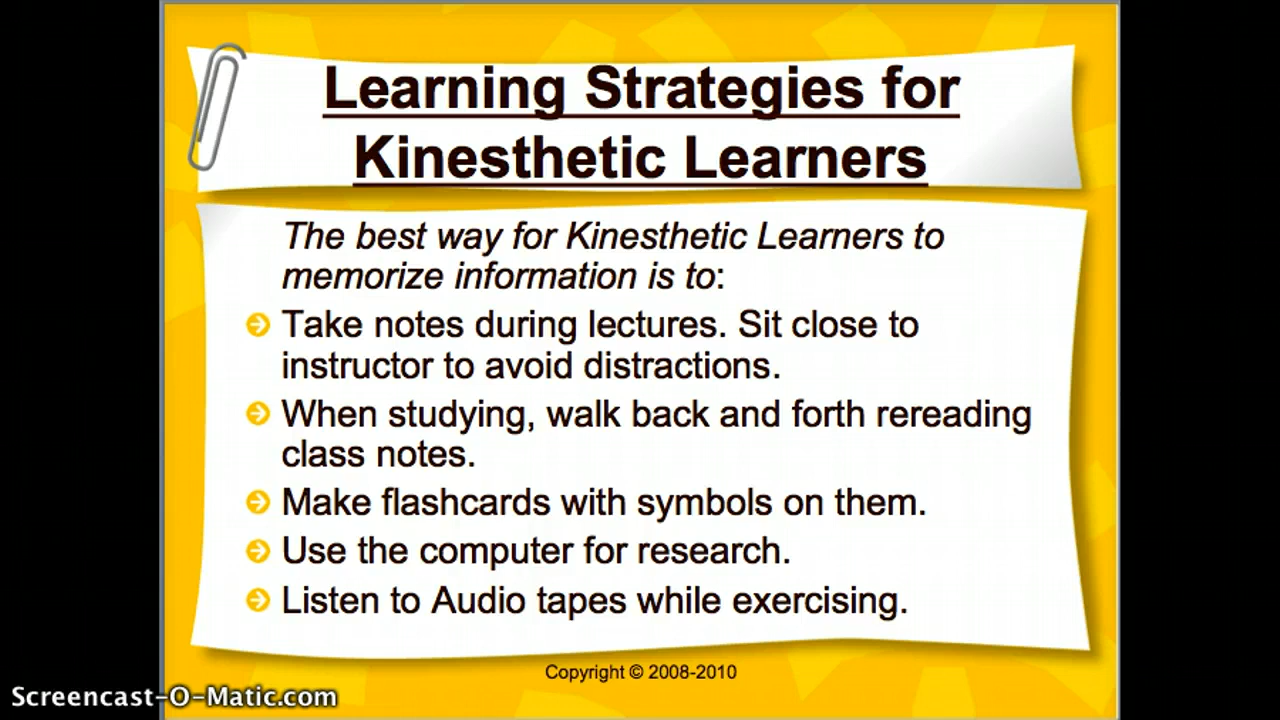 Learning Strategies for
Kinesthetic Learners
The best way for Kinesthetic Learners to
memorize information is to:
Take notes during lectures. Sit close to
instructor to avoid distractions.
When studying, walk back and forth rereading
class notes.
Make flashcards with symbols on them.
Use the computer for research.
Listen to Audio tapes while exercising.
Copyright © 2008-2010
Screencast-O-Matic.com